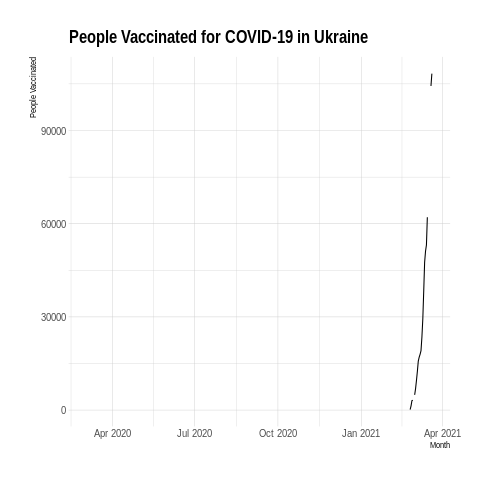 People Vaccinated for COVID-19 in Ukraine
People Vaccinated
90000
60000
30000
0
Apr 2020
Jul 2020
Oct 2020
Jan 2021
Apr 2021
Month